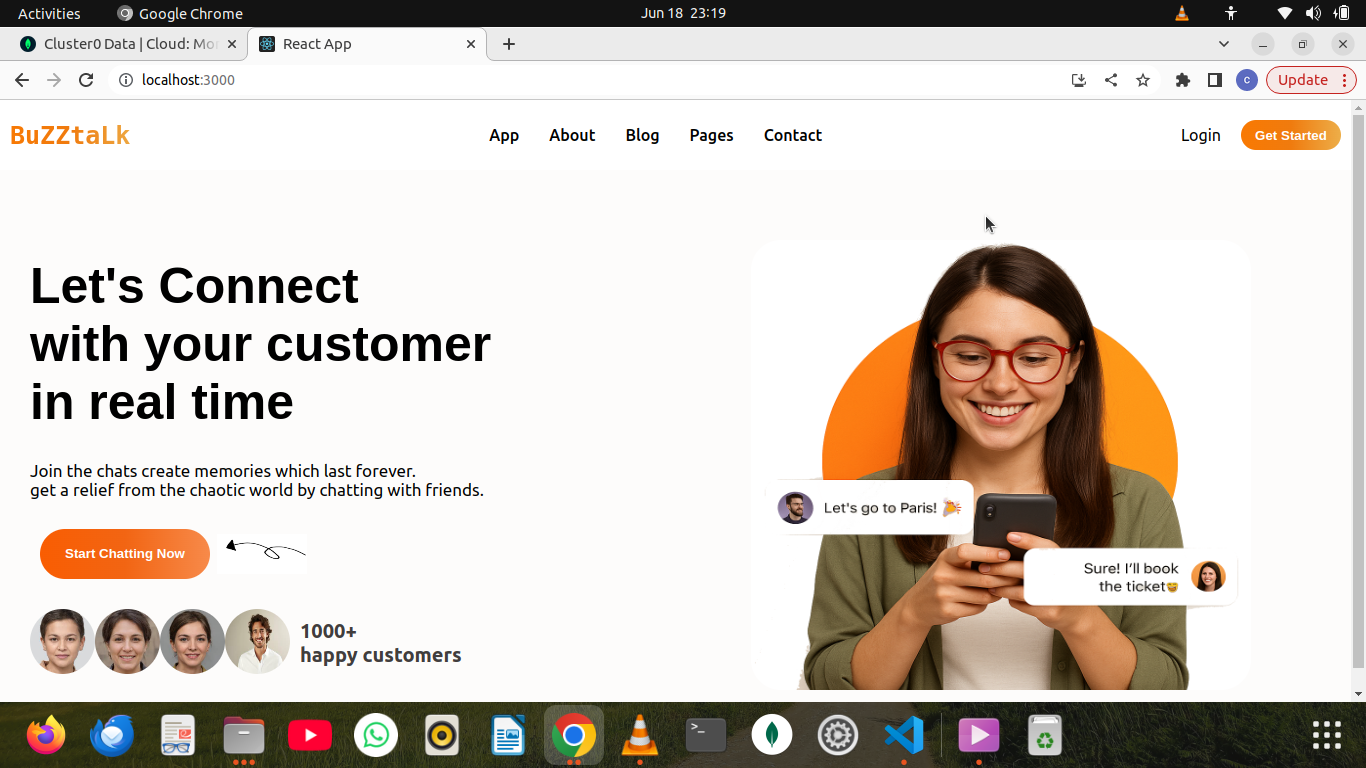 Activities
Google Chrome
Jun 18 23:19
Cluster0 Data | Cloud: Mon
React App
localhost:3000
C
Update
BuZZtaLk
App
About
Blog
Pages
Contact
Login
Get Started
Let's Connect
with your customer
in real time
Join the chats create memories which last forever.
get a relief from the chaotic world by chatting with friends.
Start Chatting Now
1000+
happy customers
Let's go to Paris! 🎉
Sure! I'll book
the ticket🤓